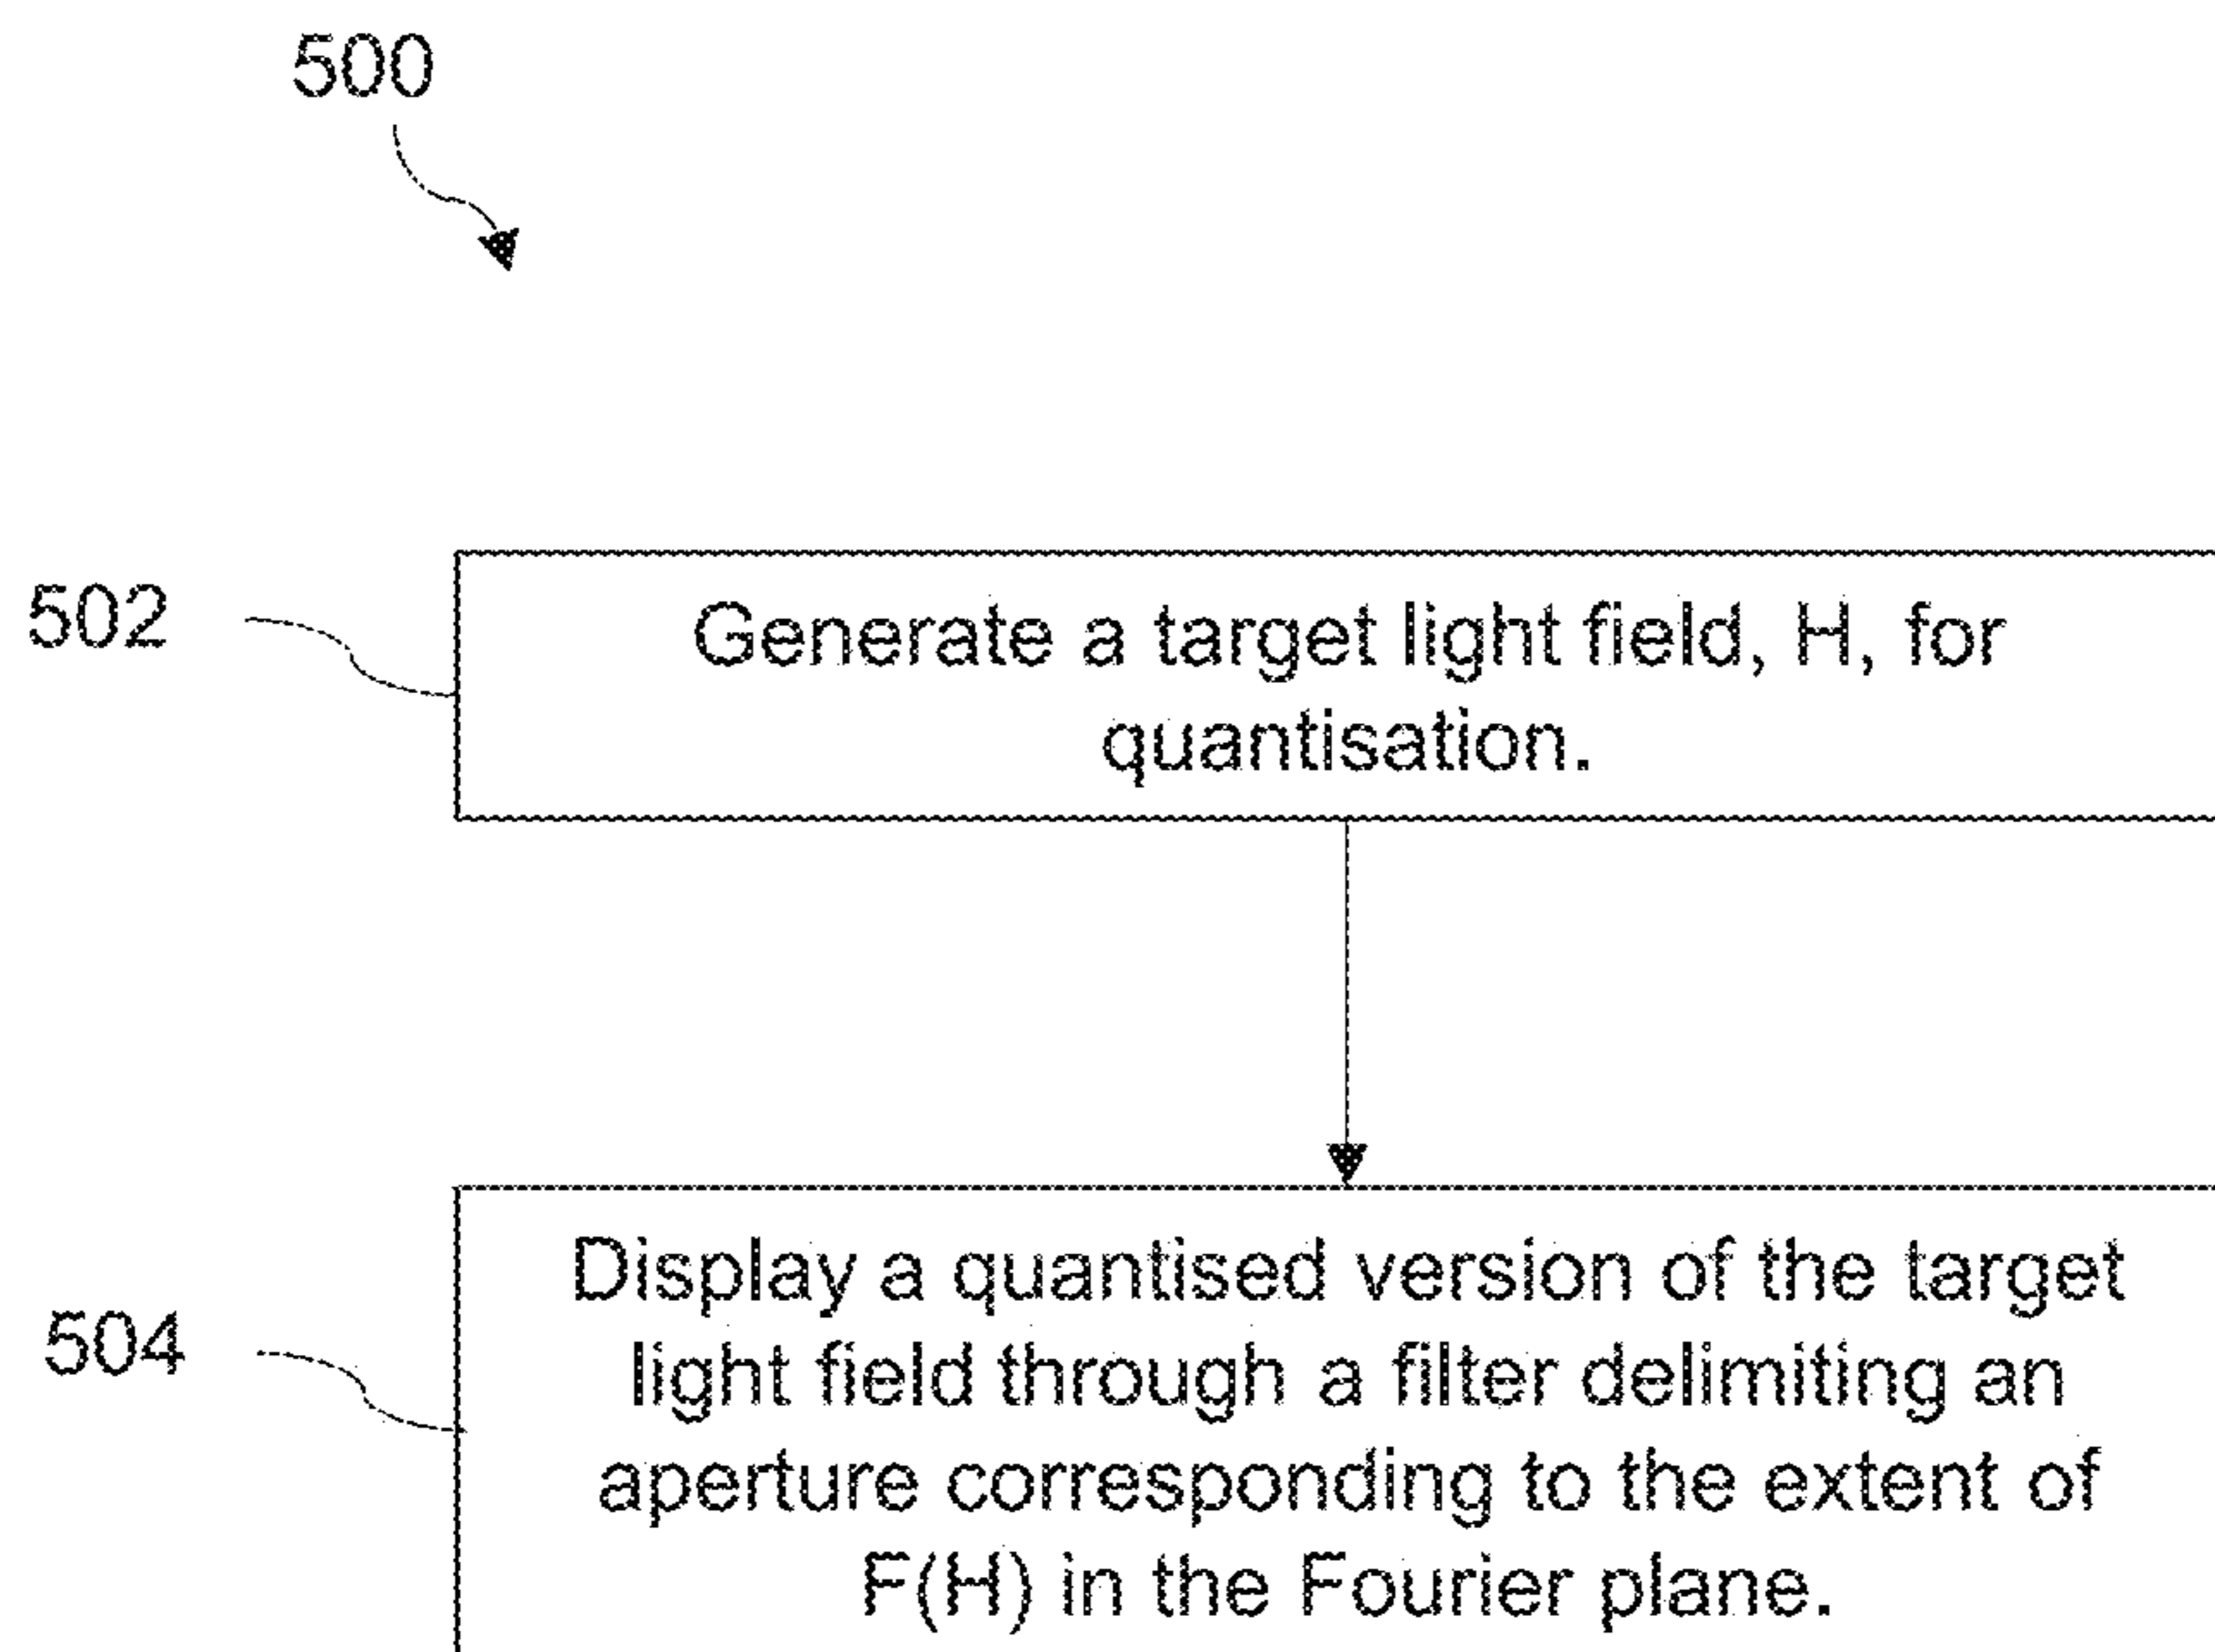 500
502
Generate a target light field, H, for
quantisation.
504
Display a quantised version of the target
light field through a filter delimiting an
aperture corresponding to the extent of
F(H) in the Fourier plane.